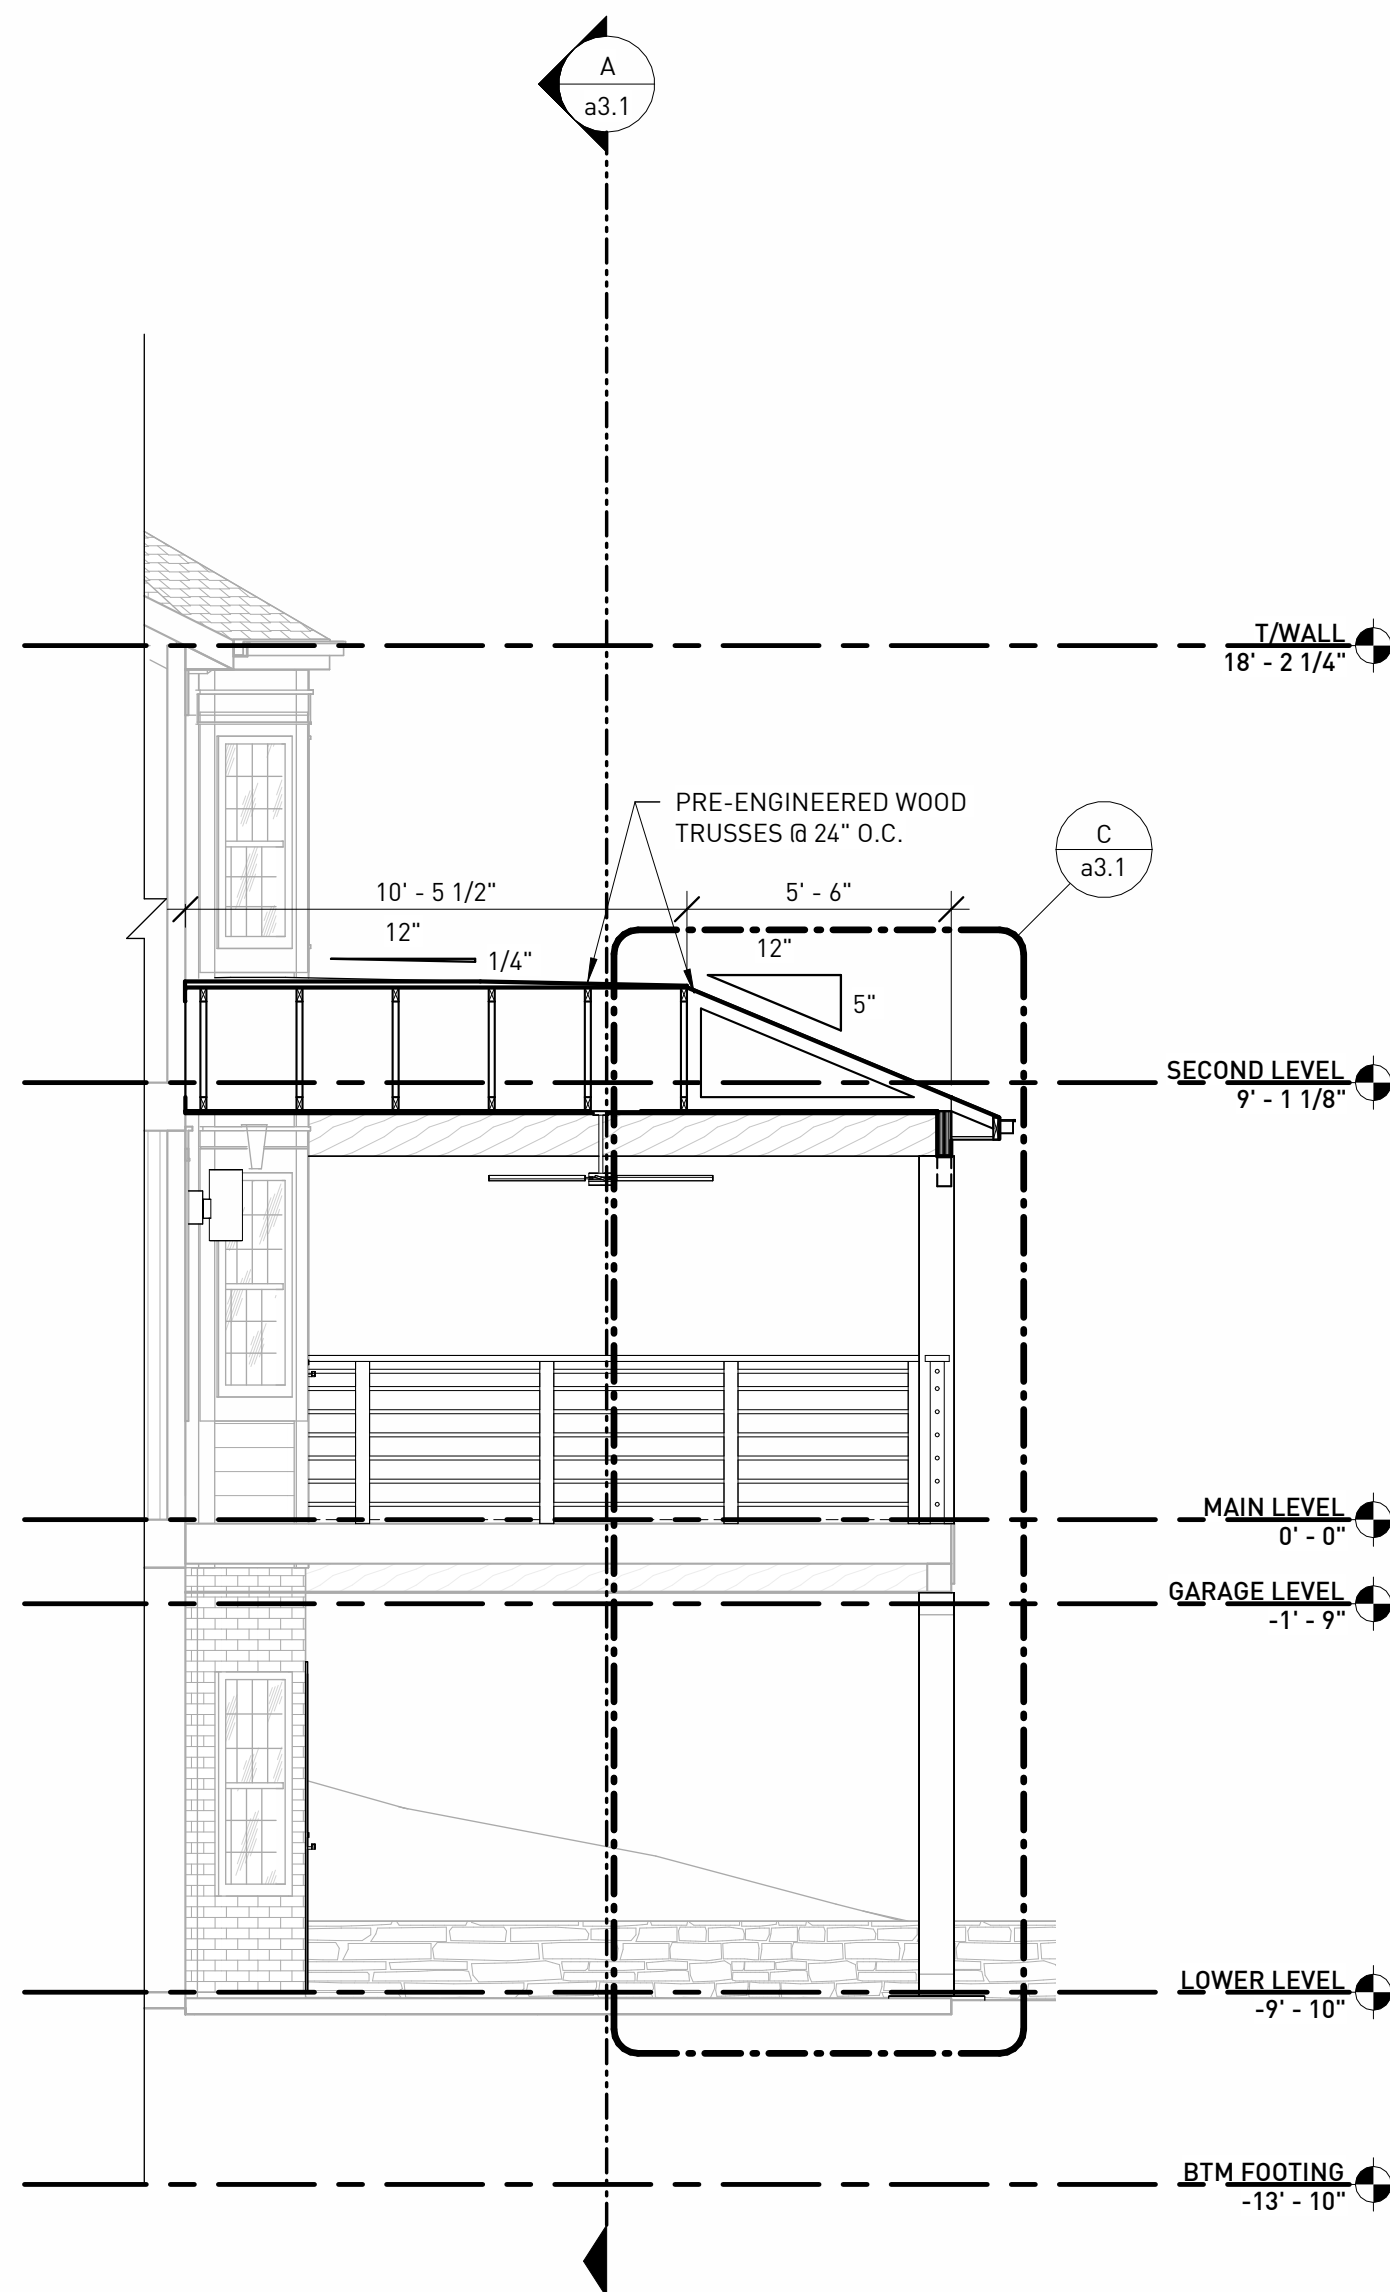 A
a3.1
T/WALL
18' - 2 1/4"
PRE-ENGINEERED WOOD
TRUSSES @ 24" O.C.
C
a3.1
10' - 5 1/2"
5' - 6"
12"
1/4"
12"
5"
SECOND LEVEL
9' - 1 1/8"
MAIN LEVEL
0' - 0"
GARAGE LEVEL
-1' - 9"
LOWER LEVEL
-9' - 10"
BTM FOOTING
-13' - 10"